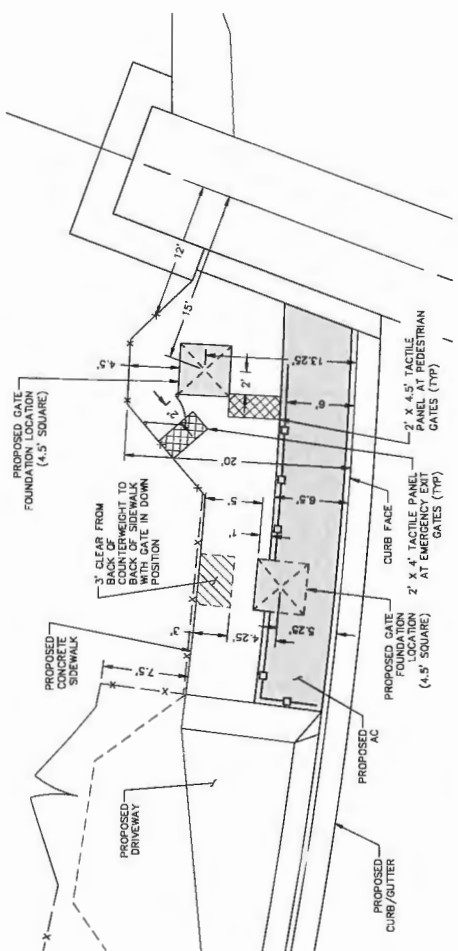 PROPOSED GATE
FOUNDATION LOCATION
(4.5' SQUARE)
3' CLEAR FROM
BACK OF
COUNTERWEIGHT TO
BACK OF SIDEWALK
WITH GATE IN DOWN
POSITION
PROPOSED
CONCRETE
SIDEWALK
7.5'
PROPOSED
DRIVEWAY
12'
15'
4.5'
2'
2'
13.25'
6'
20'
5'
1'
6.5'
3'
4.25'
5.25'
2' X 4.5' TACTILE
PANEL AT PEDESTRIAN
GATES (TYP)
2' X 4' TACTILE PANEL
AT EMERGENCY EXIT
GATES (TYP)
CURB FACE
PROPOSED GATE
FOUNDATION
LOCATION
(4.5' SQUARE)
PROPOSED
AC
PROPOSED
CURB/GUTTER